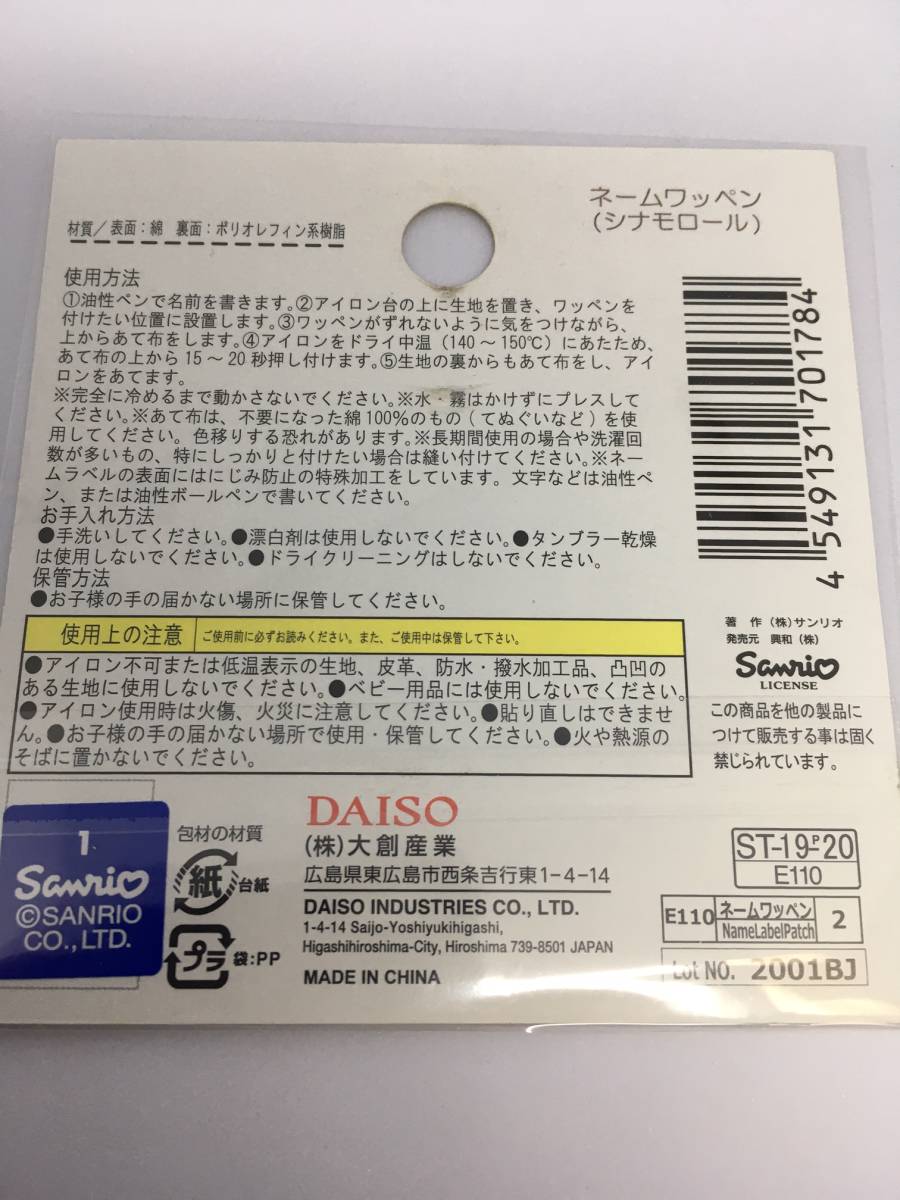 ネームワッペン
(シナモロール)
材質/表面:綿 裏面:ポリオレフィン系樹脂
使用方法
①油性ペンで名前を書きます。②アイロン台の上に生地を置き、ワッペンを
付けたい位置に設置します。③ワッペンがずれないように気をつけながら、
上からあて布をします。④アイロンをドライ中温(140～150℃)にあたため、
あて布の上から15～20秒押し付けます。⑤生地の裏からもあて布をし、アイ
ロンをあてます。
※完全に冷めるまで動かさないでください。※水・霧はかけずにプレスして
ください。※あて布は、不要になった綿100%のもの(てぬぐいなど)を使
用してください。色移りする恐れがあります。※長期間使用の場合や洗濯回
数が多いもの、特にしっかりと付けたい場合は縫い付けてください。※ネー
ムラベルの表面にはにじみ防止の特殊加工をしています。文字などは油性ペ
ン、または油性ボールペンで書いてください。
お手入れ方法
●手洗いしてください。●漂白剤は使用しないでください。●タンブラー乾燥
は使用しないでください。●ドライクリーニングはしないでください。
保管方法
●お子様の手の届かない場所に保管してください。
使用上の注意 ご使用前に必ずお読みください。また、ご使用中は保管して下さい。
●アイロン不可または低温表示の生地、皮革、防水・撥水加工品、凸凹の
ある生地に使用しないでください。●ベビー用品には使用しないでください。
●アイロン使用時は火傷、火災に注意してください。●貼り直しはできませ
ん。●お子様の手の届かない場所で使用・保管してください。●火や熱源の
そばに置かないでください。
4 549131 701784
著 作 (株)サンリオ
発売元 興和(株)
Sanrio
LICENSE
この商品を他の製品に
つけて販売する事は固く
禁じられています。
1
Sanrio
©SANRIO
CO., LTD.
包材の材質
紙 台紙
プラ 袋:PP
DAISO
(株)大創産業
広島県東広島市西条吉行東1-4-14
DAISO INDUSTRIES CO., LTD.
1-4-14 Saijo-Yoshiyukihigashi,
Higashihiroshima-City, Hiroshima 739-8501 JAPAN
MADE IN CHINA
ST-19-P20
E110
E110 ネームワッペン 2
NameLabelPatch
Lot NO. 2001BJ